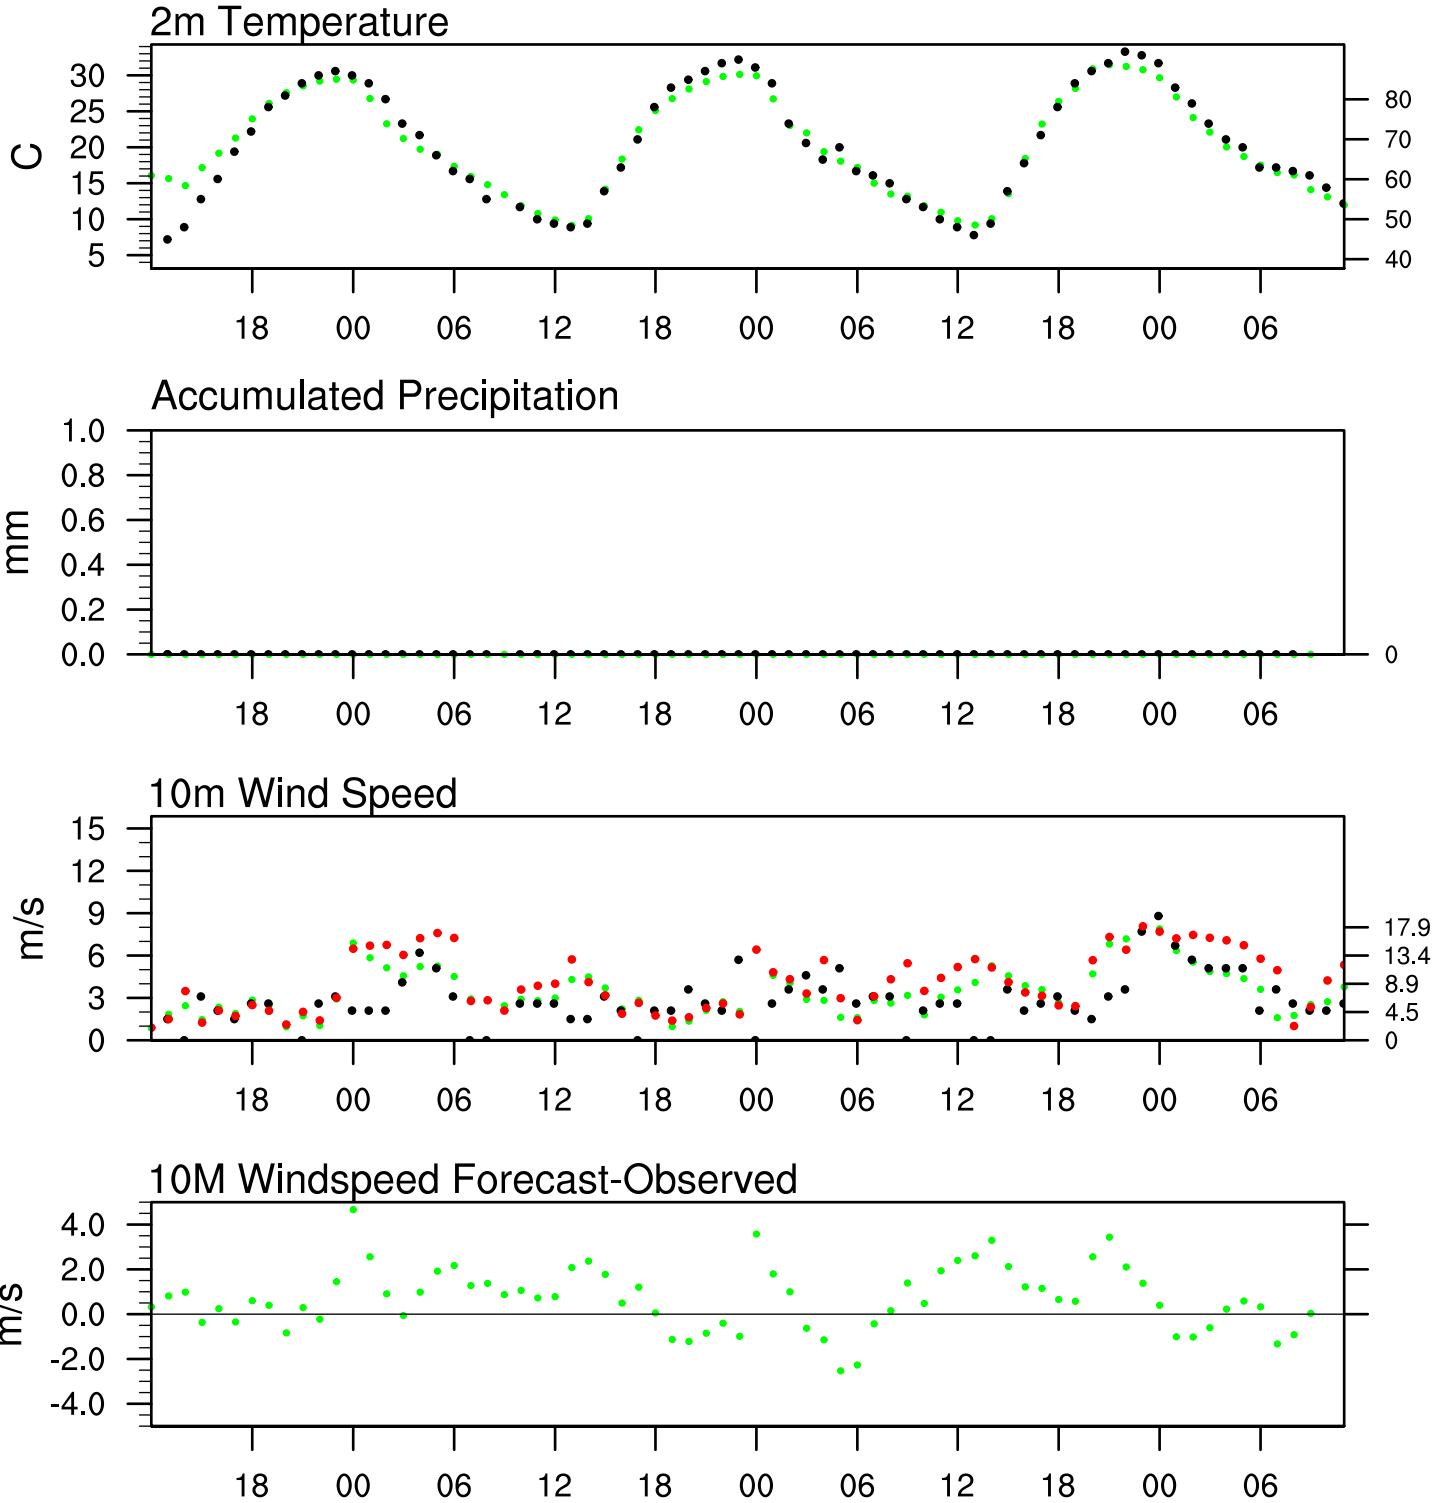 2m Temperature
30
25
20
15
10
5
C
80
70
60
50
40
18 00 06 12 18 00 06 12 18 00 06
Accumulated Precipitation
1.0
0.8
0.6
0.4
0.2
0.0
mm
0
18 00 06 12 18 00 06 12 18 00 06
10m Wind Speed
15
12
9
6
3
0
m/s
17.9
13.4
8.9
4.5
0
18 00 06 12 18 00 06 12 18 00 06
10M Windspeed Forecast-Observed
4.0
2.0
0.0
-2.0
-4.0
m/s
18 00 06 12 18 00 06 12 18 00 06